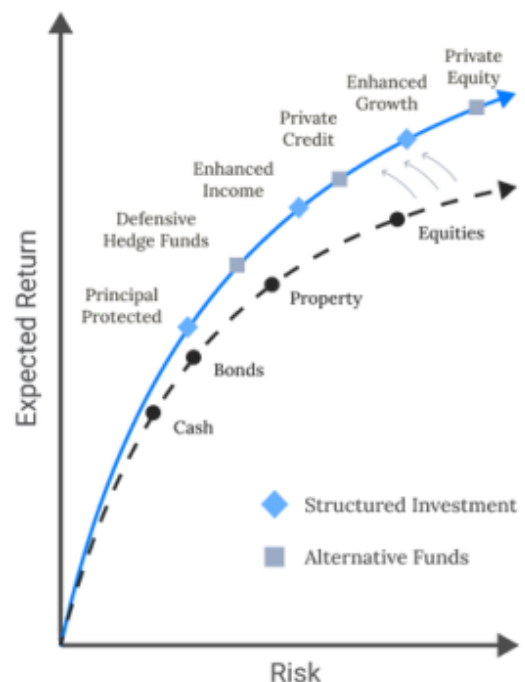 Private
Equity
Enhanced
Growth
Private
Credit
Enhanced
Income
Defensive
Hedge Funds
Principal
Protected
Equities
Property
Bonds
Cash
Expected Return
Structured Investment
Alternative Funds
Risk